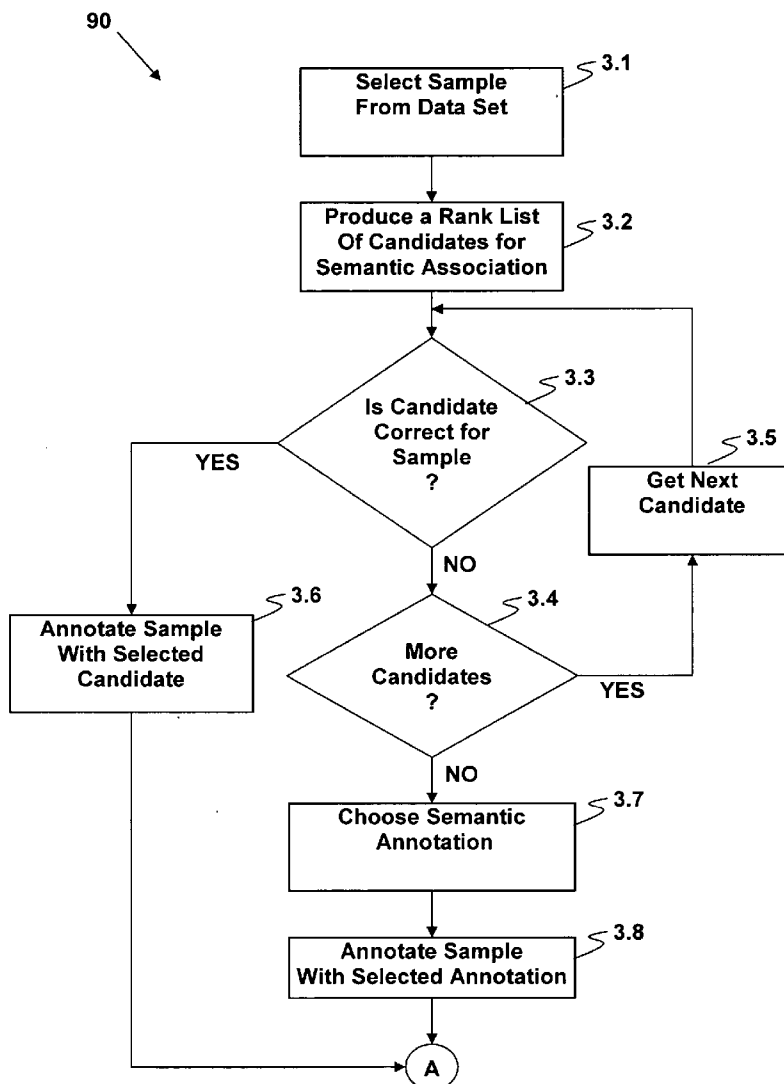 90
3.1
Select Sample
From Data Set
Produce a Rank List
Of Candidates for
Semantic Association
3.2
3.3
Is Candidate
Correct for
Sample
?
YES
3.5
Get Next
Candidate
NO
3.6
Annotate Sample
With Selected
Candidate
3.4
More
Candidates
?
YES
NO
3.7
Choose Semantic
Annotation
3.8
Annotate Sample
With Selected Annotation
A